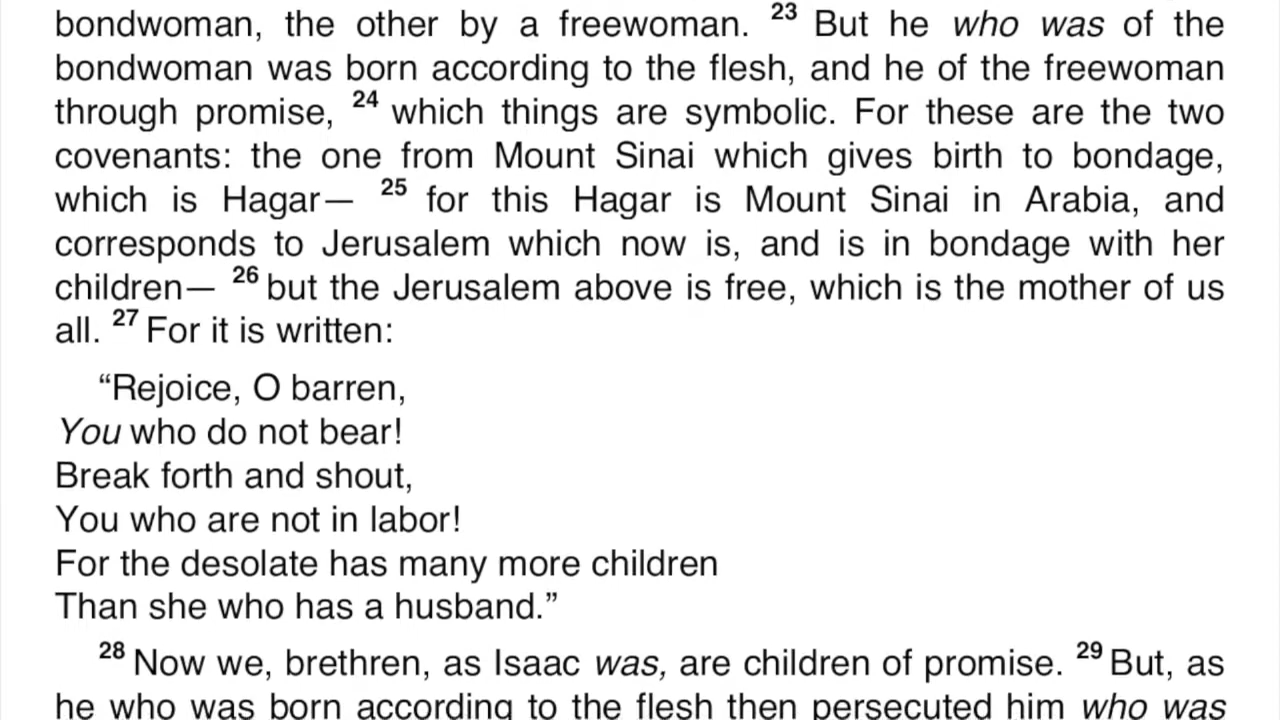 bondwoman, the other by a freewoman. 23 But he who was of the
bondwoman was born according to the flesh, and he of the freewoman
through promise, 24 which things are symbolic. For these are the two
covenants: the one from Mount Sinai which gives birth to bondage,
which is Hagar— 25 for this Hagar is Mount Sinai in Arabia, and
corresponds to Jerusalem which now is, and is in bondage with her
children— 26 but the Jerusalem above is free, which is the mother of us
all. 27 For it is written:
“Rejoice, O barren,
You who do not bear!
Break forth and shout,
You who are not in labor!
For the desolate has many more children
Than she who has a husband.”
28 Now we, brethren, as Isaac was, are children of promise. 29 But, as
he who was born according to the flesh then persecuted him who was